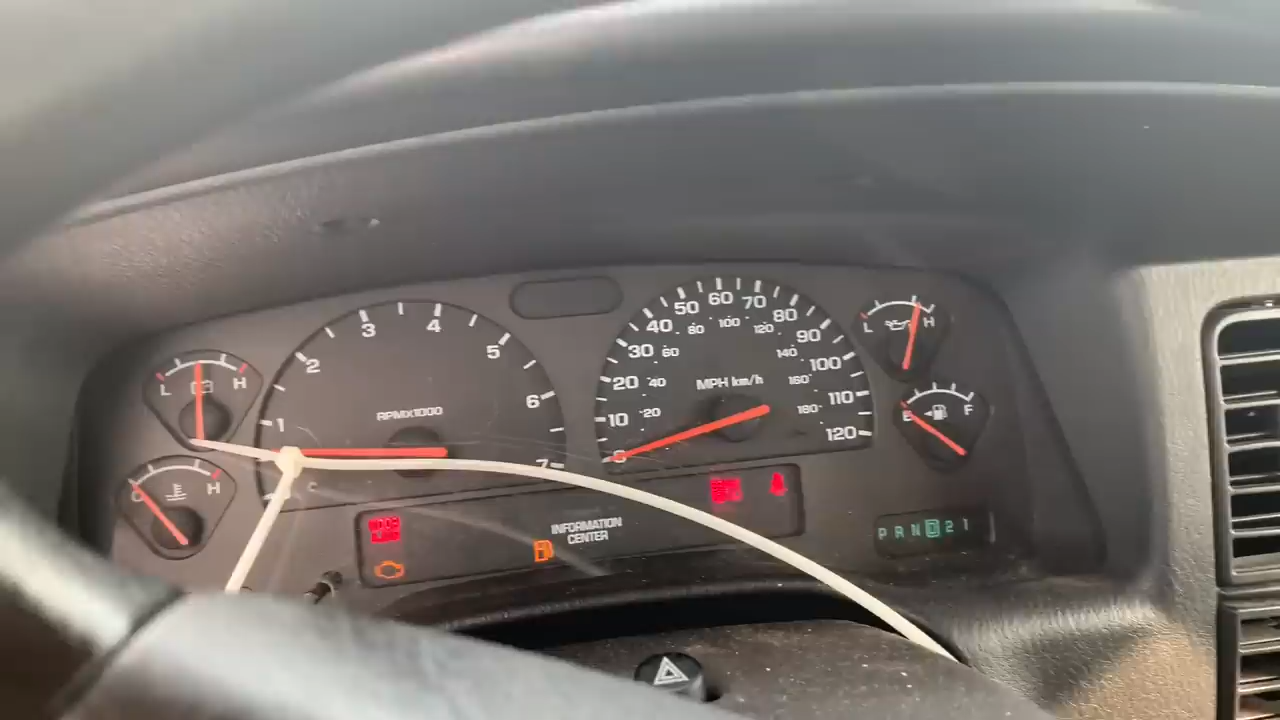 L H
C H
1 2 3 4 5 6 7
RPMX1000
10 20 30 40 50 60 70 80 90 100 110 120
20 40 60 80 100 120 140 160 180
MPH km/h
L H
E F
INFORMATION
CENTER
P R N D 2 1